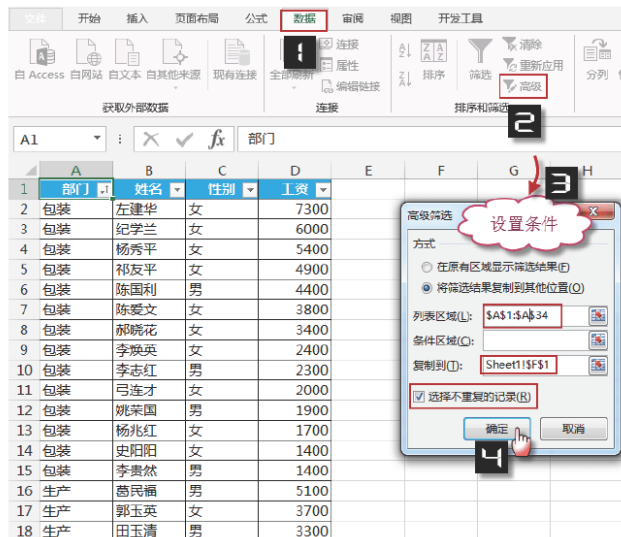 文件 开始 插入 页面布局 公式 数据 审阅 视图 开发工具
自 Access 自网站 自文本 自其他来源 现有连接 全部刷新 连接 属性 编辑链接 排序 筛选 清除 重新应用 高级 分列
获取外部数据 连接 排序和筛选
1
2
3
A1 fx 部门
A B C D E F G H
1 部门 姓名 性别 工资
2 包装 左建华 女 7300
3 包装 纪学兰 女 6000
4 包装 杨秀平 女 5400
5 包装 祁友平 女 4900
6 包装 陈国利 男 4400
7 包装 陈爱文 女 3800
8 包装 郝晓花 女 3400
9 包装 李焕英 女 2400
10 包装 李志红 男 2300
11 包装 弓连才 女 2000
12 包装 姚荣国 男 1900
13 包装 杨兆红 女 1700
14 包装 史阳阳 女 1400
15 包装 李贵然 男 1400
16 生产 葛民福 男 5100
17 生产 郭玉英 女 3700
18 生产 田玉清 男 3300
高级筛选
设置条件
方式
在原有区域显示筛选结果(F)
将筛选结果复制到其他位置(O)
列表区域(L): $A$1:$A$34
条件区域(C):
复制到(T): Sheet1!$F$1
选择不重复的记录(R)
确定 取消
4